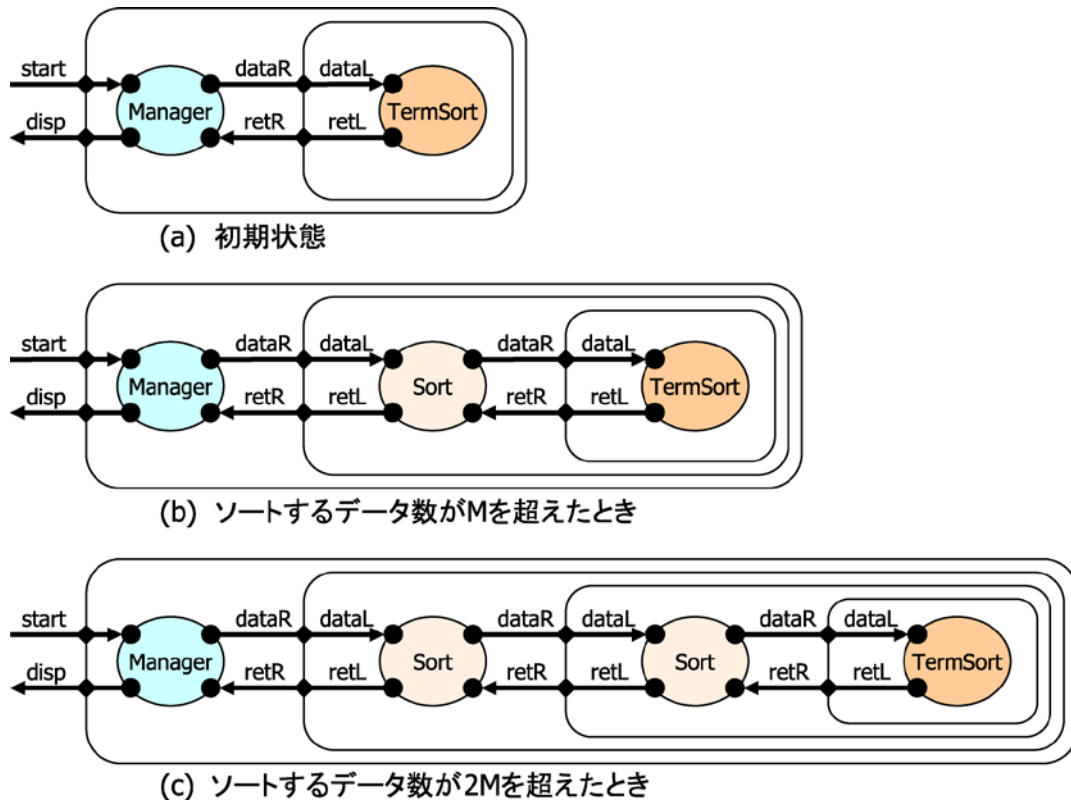 start dataR dataL
Manager TermSort
disp retR retL
(a) 初期状態
start dataR dataL dataR dataL
Manager Sort TermSort
disp retR retL retR retL
(b) ソートするデータ数がMを超えたとき
start dataR dataL dataR dataL dataR dataL
Manager Sort Sort TermSort
disp retR retL retR retL retR retL
(c) ソートするデータ数が2Mを超えたとき